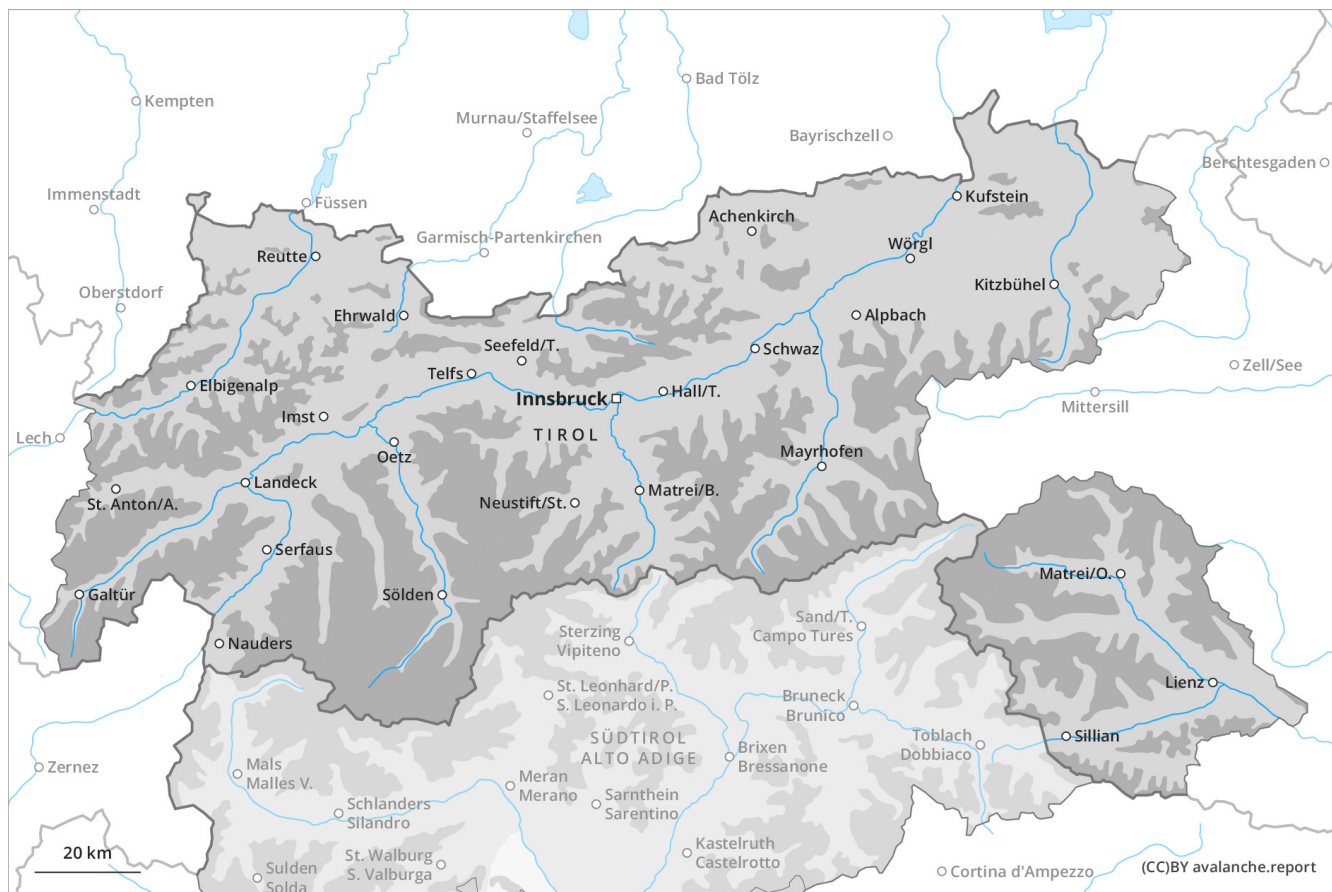 Bad Tölz
Kempten
Murnau/Staffelsee
Bayrischzell
Berchtesgaden
Immenstadt
Füssen
Kufstein
Achenkirch
Garmisch-Partenkirchen
Wörgl
Reutte
Kitzbühel
Oberstdorf
Ehrwald
Alpbach
Seefeld/T.
Schwaz
Zell/See
Telfs
Elbigenalp
Hall/T.
Innsbruck
Mittersill
Imst
TIROL
Lech
Oetz
Mayrhofen
Landeck
Matrei/B.
St. Anton/A.
Neustift/St.
Serfaus
Matrei/O.
Galtür
Sölden
Sand/T.
Campo Tures
Sterzing
Vipiteno
Nauders
Lienz
St. Leonhard/P.
S. Leonardo i. P.
Bruneck
Brunico
Toblach
Dobbiaco
Sillian
SÜDTIROL
ALTO ADIGE
Brixen
Bressanone
Zernez
Mals
Malles V.
Meran
Merano
Schlanders
Silandro
Sarnthein
Sarentino
20 km
St. Walburg
S. Valburga
Kastelruth
Castelrotto
Sulden
Solda
Cortina d'Ampezzo
(CC)BY avalanche.report